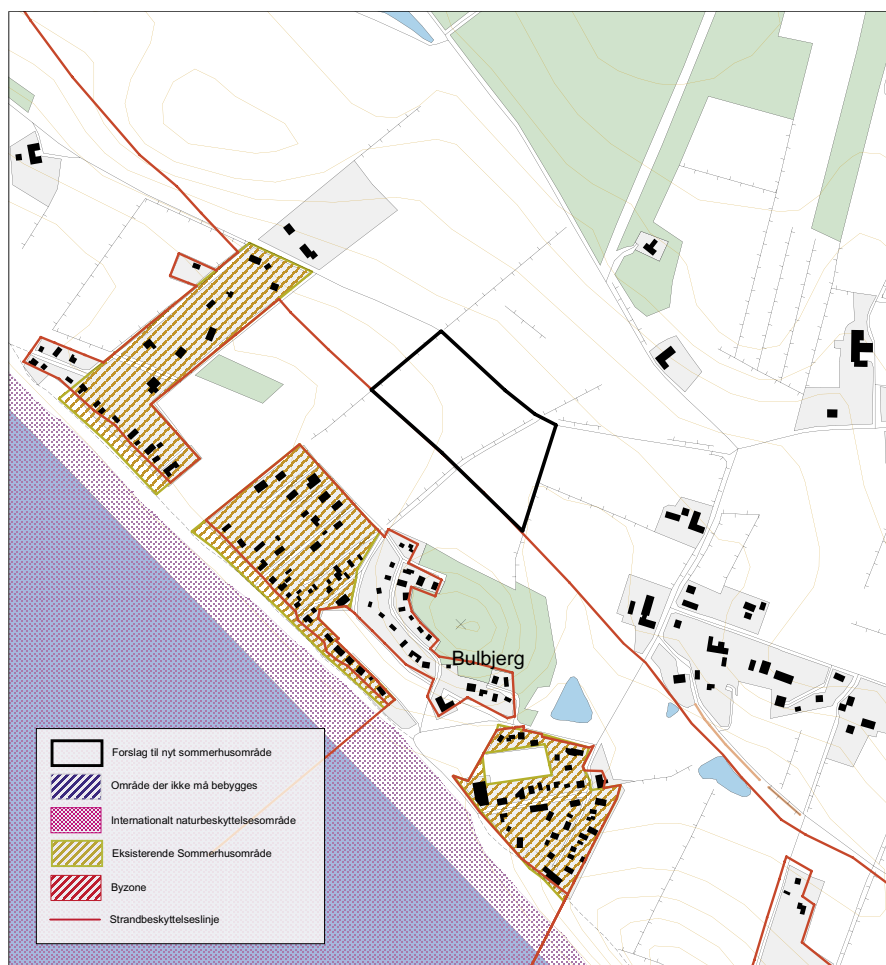 Bulbjerg
Forslag til nyt sommerhusområde
Område der ikke må bebygges
Internationalt naturbeskyttelsesområde
Eksisterende Sommerhusområde
Byzone
Strandbeskyttelseslinje